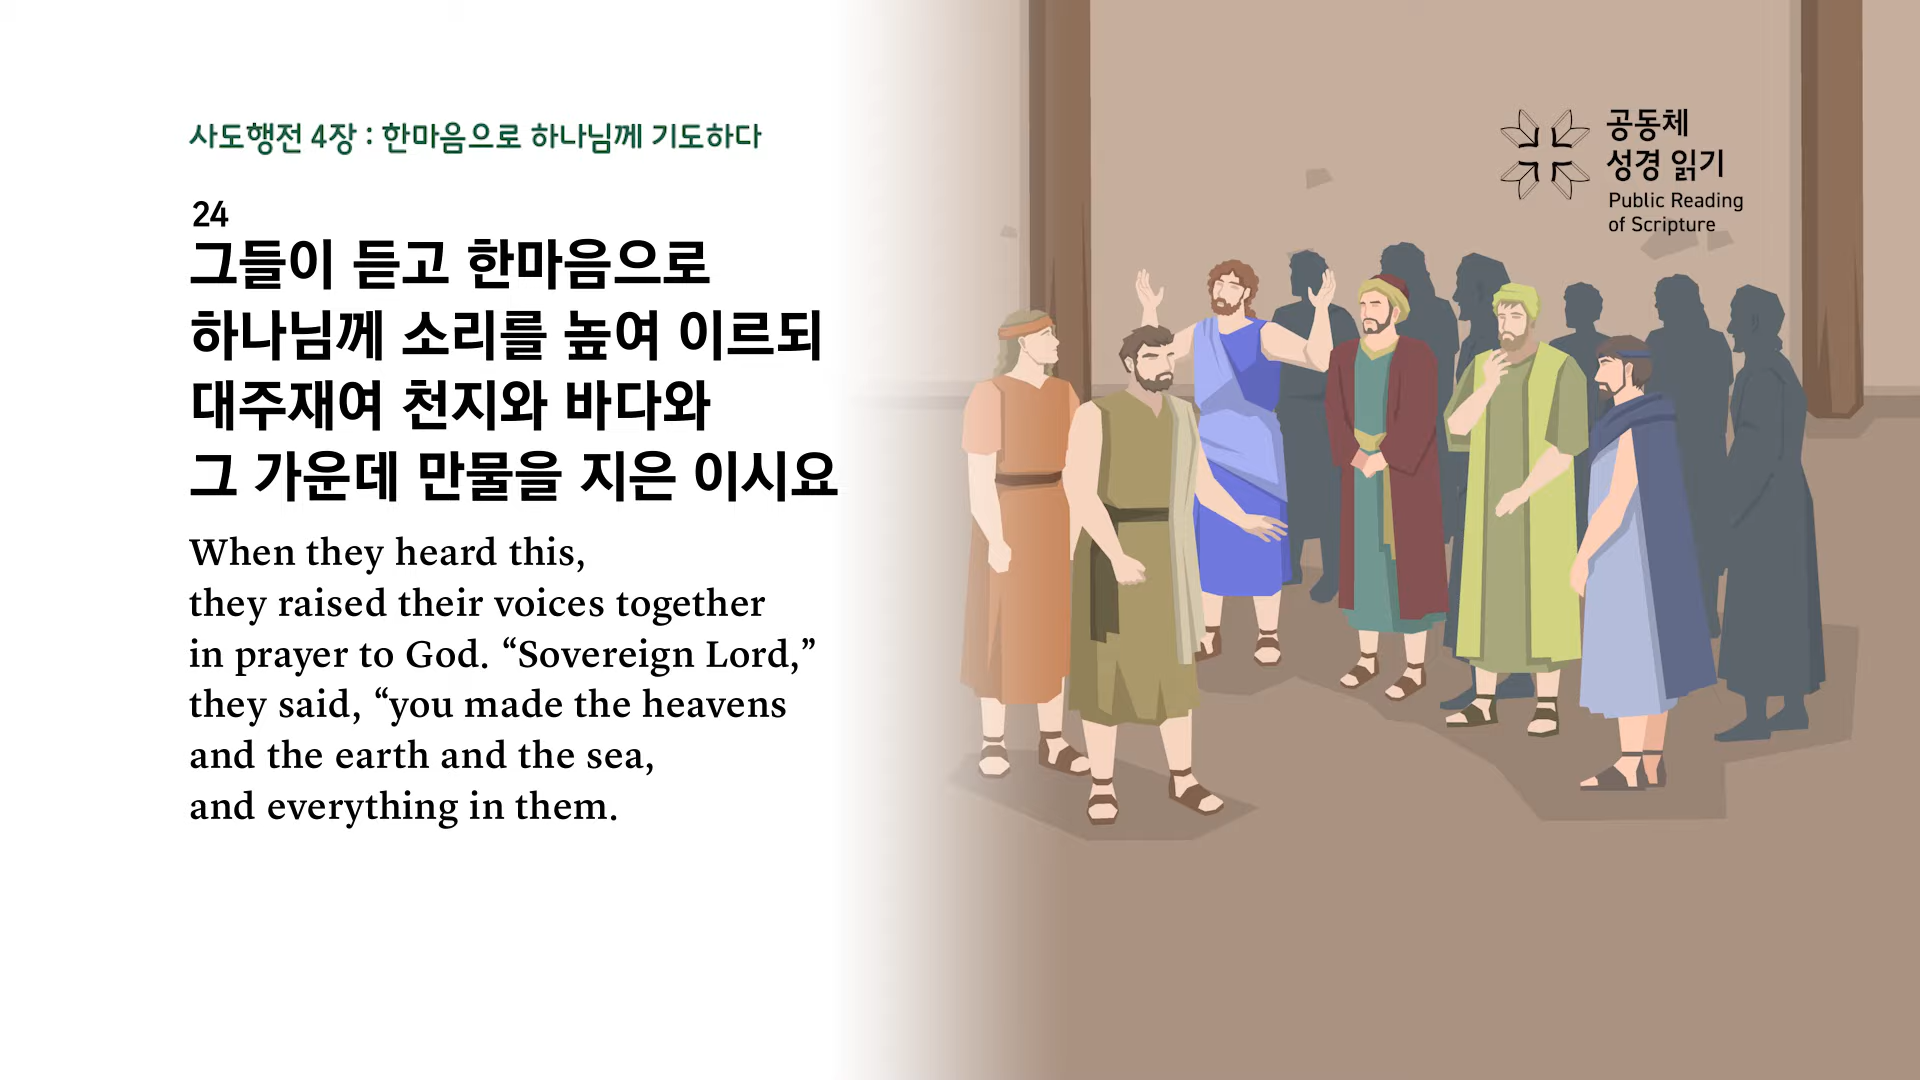 사도행전 4장 : 한마음으로 하나님께 기도하다
24
그들이 듣고 한마음으로
하나님께 소리를 높여 이르되
대주재여 천지와 바다와
그 가운데 만물을 지은 이시요
When they heard this,
they raised their voices together
in prayer to God. “Sovereign Lord,”
they said, “you made the heavens
and the earth and the sea,
and everything in them.
공동체
성경 읽기
Public Reading
of Scripture